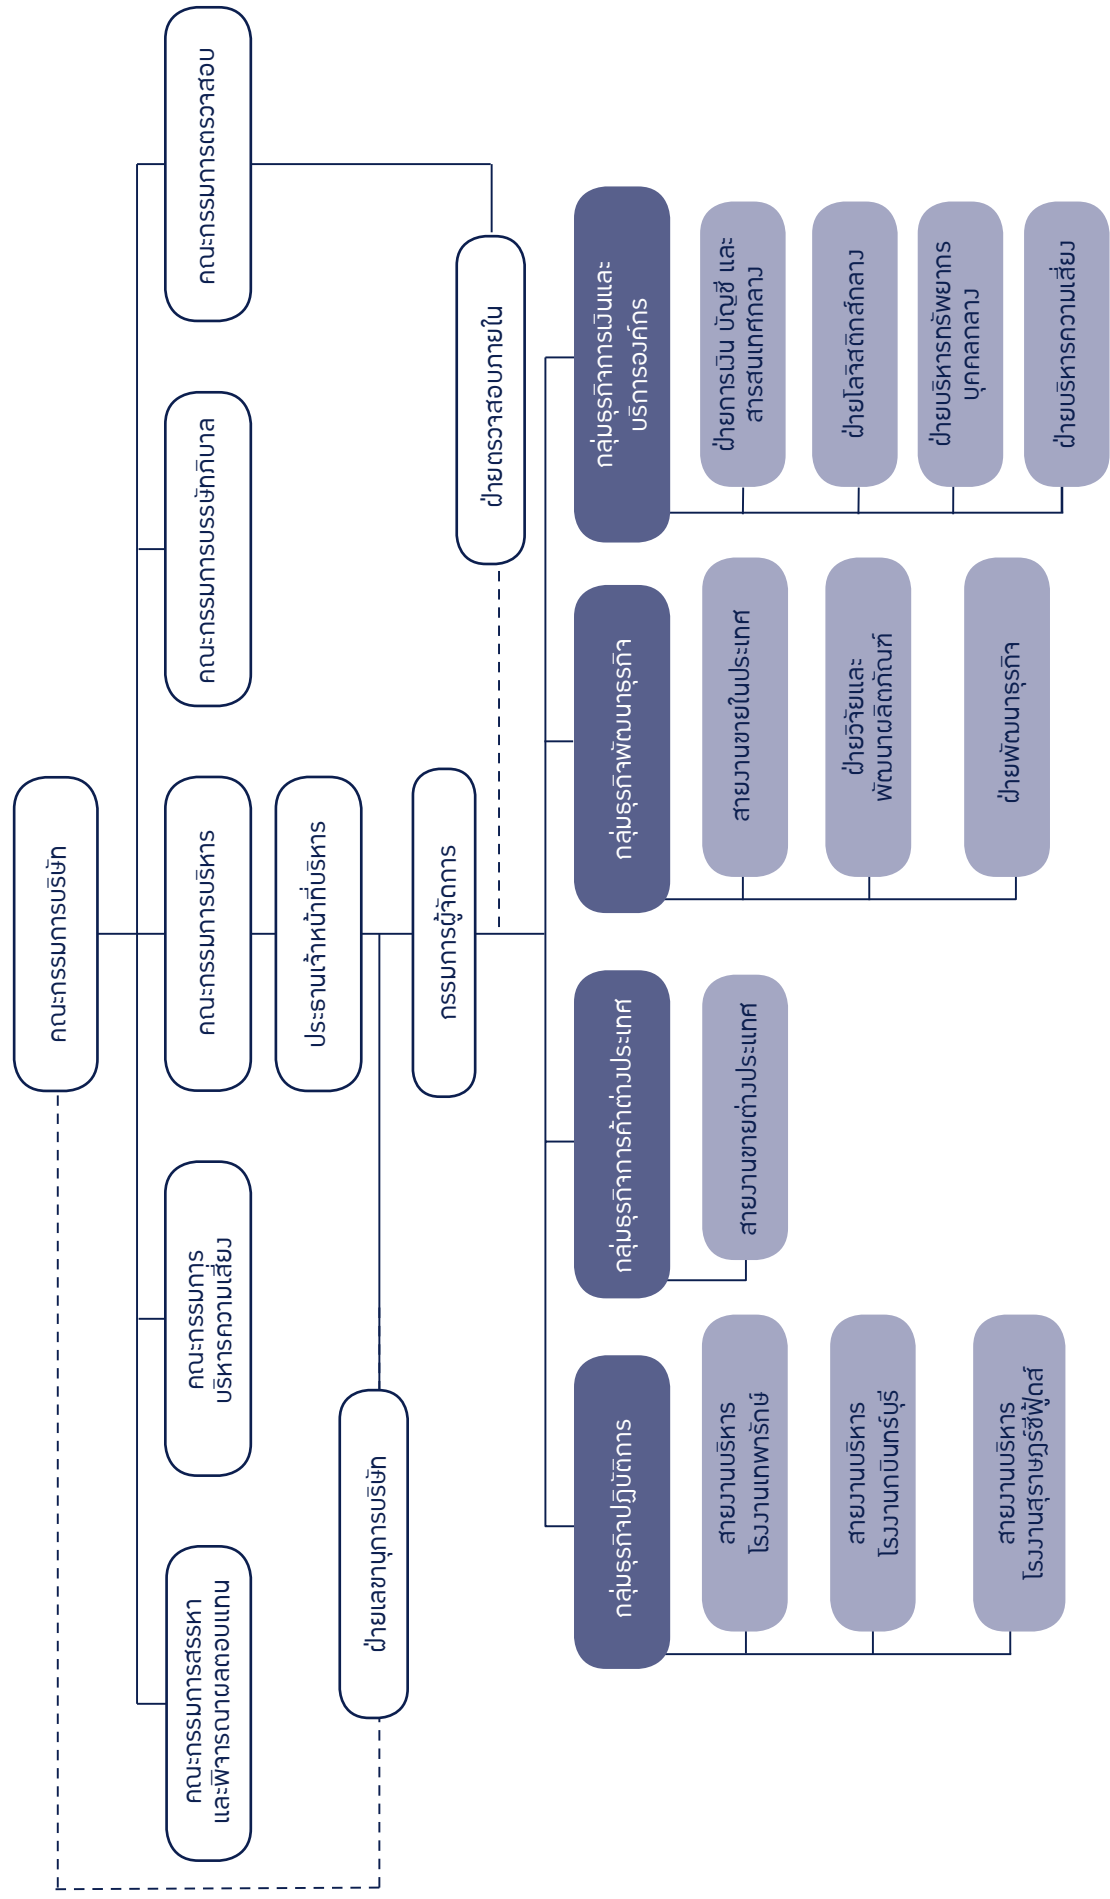 คณะกรรมการบริษัท
คณะกรรมการสรรหา
และพิจารณาผลตอบแทน
คณะกรรมการ
บริหารความเสี่ยง
คณะกรรมการบริหาร
คณะกรรมการบรรษัทภิบาล
คณะกรรมการตรวจสอบ
ประธานเจ้าหน้าที่บริหาร
ฝ่ายเลขานุการบริษัท
กรรมการผู้จัดการ
ฝ่ายตรวจสอบภายใน
กลุ่มธุรกิจปฏิบัติการ
สายงานบริหาร
โรงงานเทพารักษ์
สายงานบริหาร
โรงงานกบินทร์บุรี
สายงานบริหาร
โรงงานสุราษฎร์ซีฟู้ดส์
กลุ่มธุรกิจการค้าต่างประเทศ
สายงานขายต่างประเทศ
กลุ่มธุรกิจพัฒนาธุรกิจ
สายงานขายในประเทศ
ฝ่ายวิจัยและ
พัฒนาผลิตภัณฑ์
ฝ่ายพัฒนาธุรกิจ
กลุ่มธุรกิจการเงินและ
บริการองค์กร
ฝ่ายการเงิน บัญชี และ
สารสนเทศกลาง
ฝ่ายโลจิสติกส์กลาง
ฝ่ายบริหารทรัพยากร
บุคคลกลาง
ฝ่ายบริหารความเสี่ยง